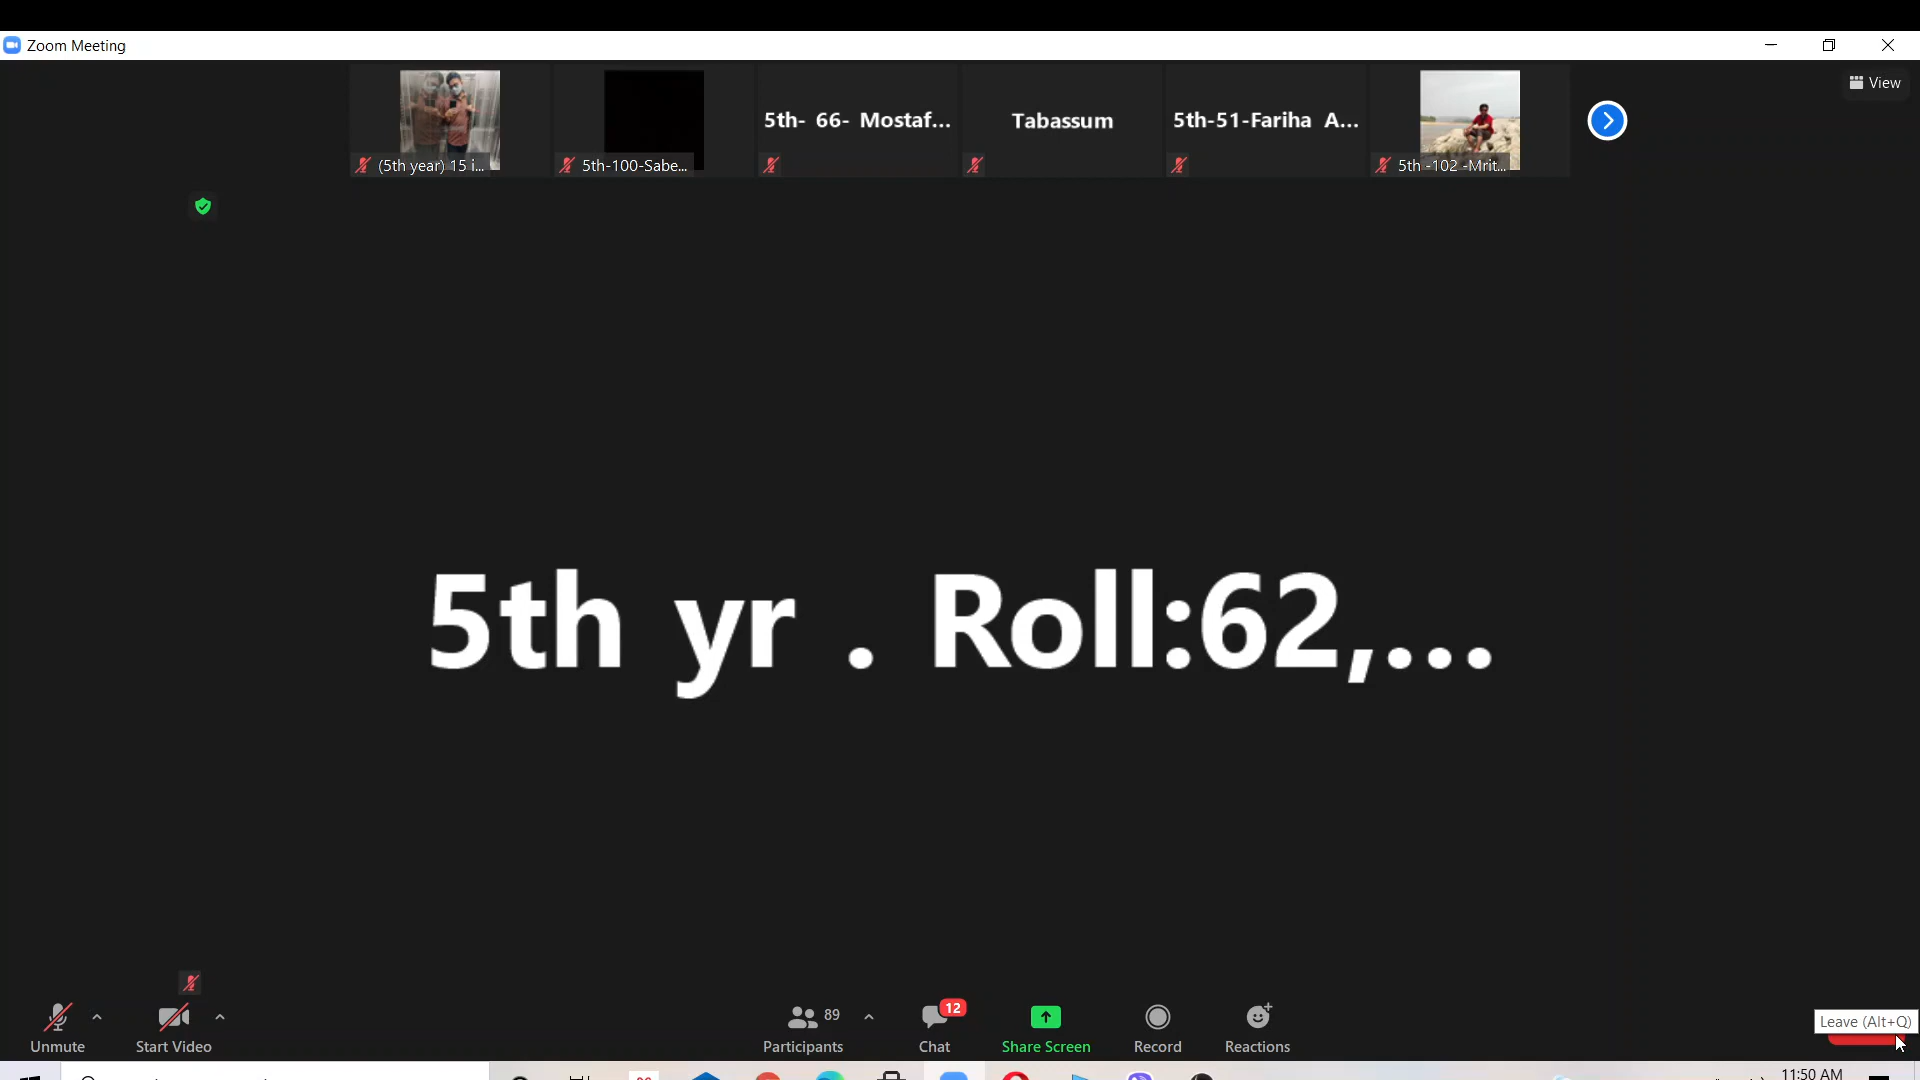 Zoom Meeting
View
(5th year) 15 i...
5th-100-Sabe...
5th- 66- Mostaf...
Tabassum
5th-51-Fariha A...
5th -102 -Mrit...
5th yr . Roll:62,...
Unmute
Start Video
89
Participants
12
Chat
Share Screen
Record
Reactions
Leave (Alt+Q)
11:50 AM